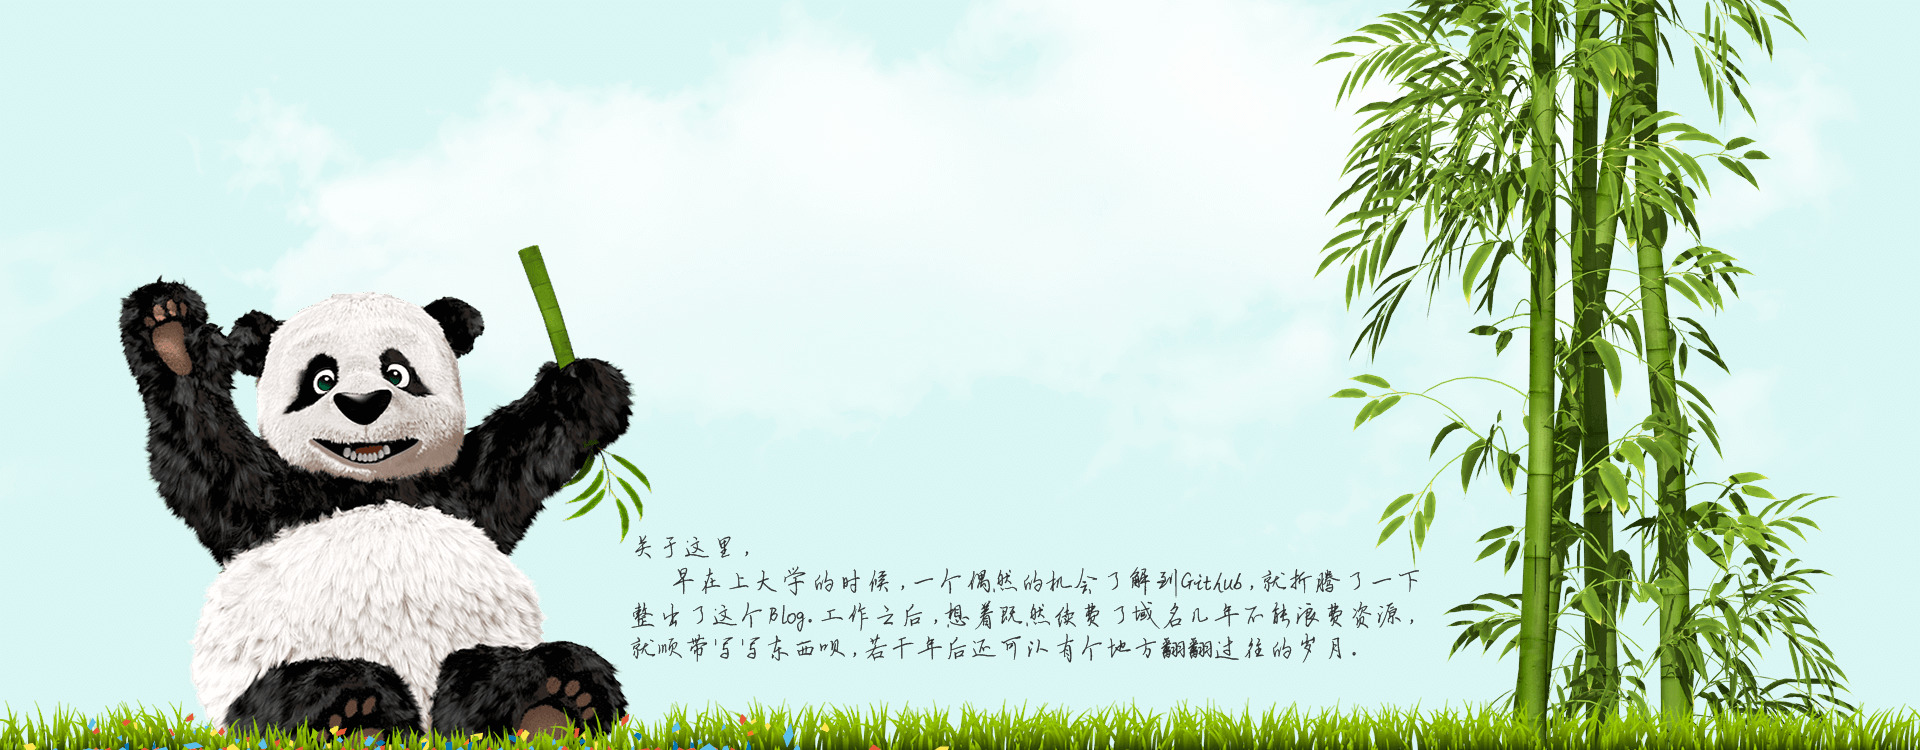 关于这里，
早在上大学的时候，一个偶然的机会了解到Github，就折腾了一下
整出了这个Blog. 工作之后，想着既然续费了域名几年不能浪费资源，
就顺带写写东西呗，若干年后还可以有个地方翻翻过往的岁月.